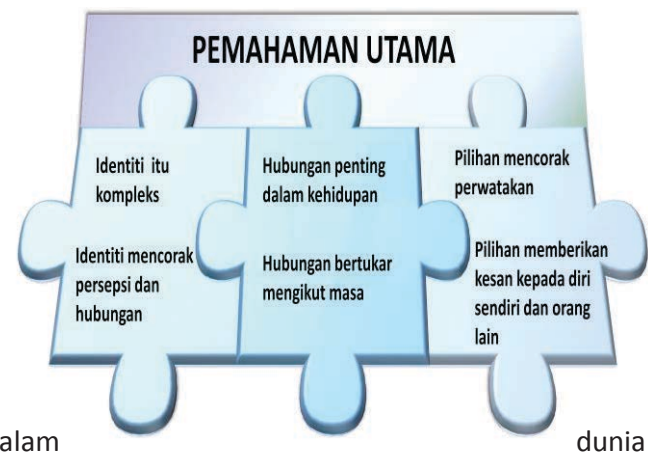 PEMAHAMAN UTAMA
Identiti itu
kompleks
Identiti mencorak
persepsi dan
hubungan
Hubungan penting
dalam kehidupan
Hubungan bertukar
mengikut masa
Pilihan mencorak
perwatakan
Pilihan memberikan
kesan kepada diri
sendiri dan orang
lain
alam dunia